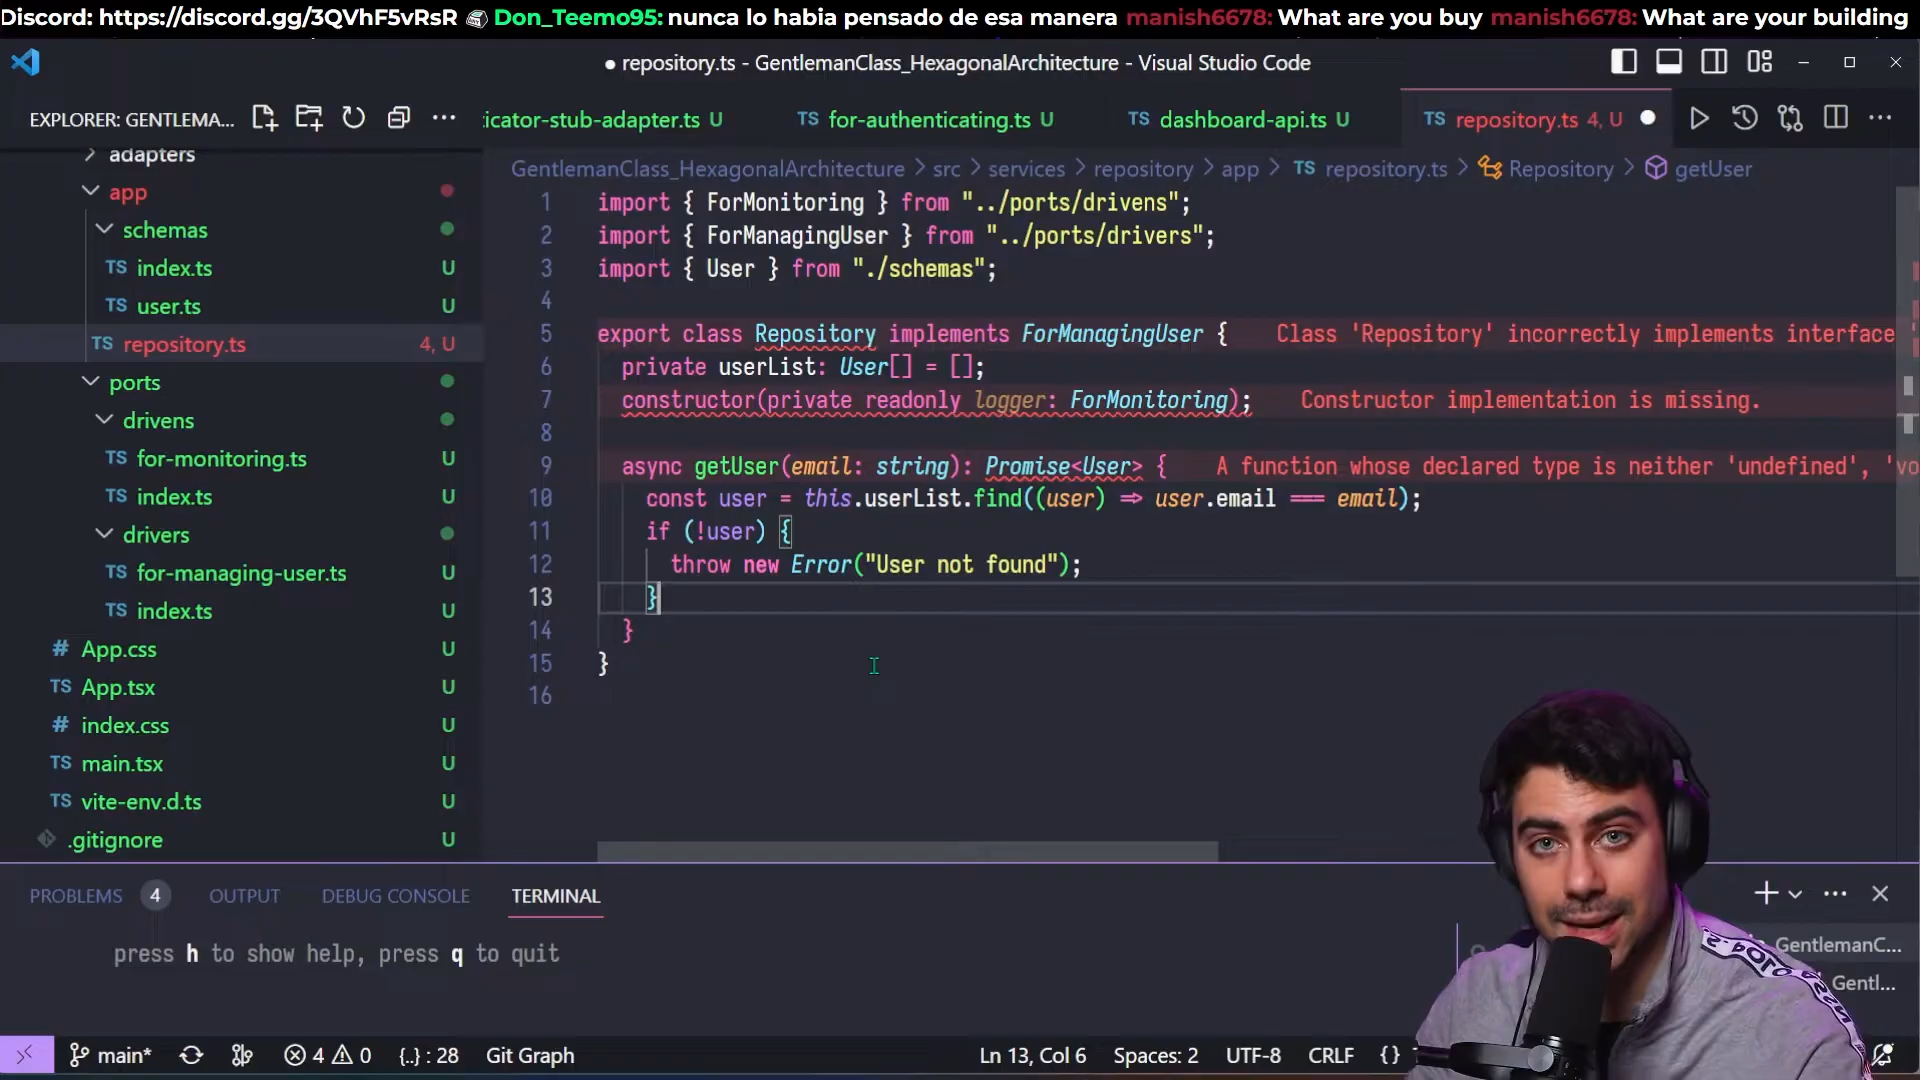 Discord: https://discord.gg/3QVhF5vRsR Don_Teemo95: nunca lo habia pensado de esa manera manish6678: What are you buy manish6678: What are your building
● repository.ts - GentlemanClass_HexagonalArchitecture - Visual Studio Code
EXPLORER: GENTLEMA... ···
icator-stub-adapter.ts U TS for-authenticating.ts U TS dashboard-api.ts U TS repository.ts 4, U ● ···
GentlemanClass_HexagonalArchitecture > src > services > repository > app > TS repository.ts > Repository > getUser
adapters
app
schemas
TS index.ts U
TS user.ts U
TS repository.ts 4, U
ports
drivens
TS for-monitoring.ts U
TS index.ts U
drivers
TS for-managing-user.ts U
TS index.ts U
# App.css U
TS App.tsx U
# index.css U
TS main.tsx U
TS vite-env.d.ts U
.gitignore U
1 import { ForMonitoring } from "../ports/drivens";
2 import { ForManagingUser } from "../ports/drivers";
3 import { User } from "./schemas";
4
5 export class Repository implements ForManagingUser { Class 'Repository' incorrectly implements interface
6 private userList: User[] = [];
7 constructor(private readonly logger: ForMonitoring); Constructor implementation is missing.
8
9 async getUser(email: string): Promise<User> { A function whose declared type is neither 'undefined', 'vo
10 const user = this.userList.find((user) => user.email === email);
11 if (!user) {
12 throw new Error("User not found");
13 }
14 }
15 }
16
PROBLEMS 4 OUTPUT DEBUG CONSOLE TERMINAL
press h to show help, press q to quit
GentlemanC...
Gentl...
main* 4 0 {..} : 28 Git Graph Ln 13, Col 6 Spaces: 2 UTF-8 CRLF {}